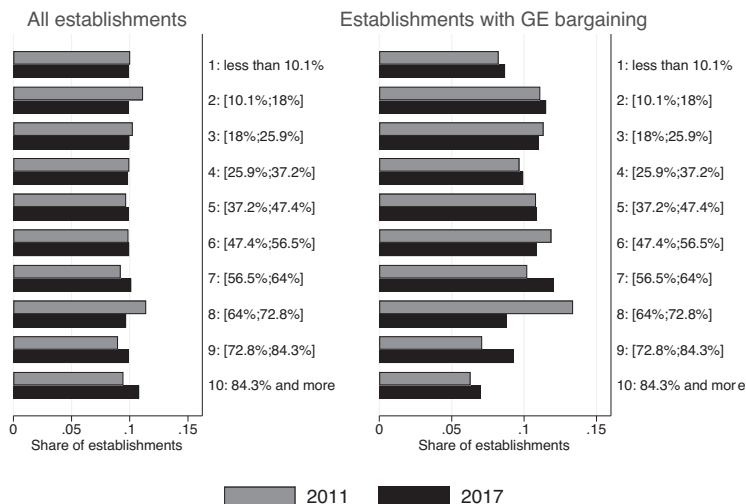 All establishments
1: less than 10.1%
2: [10.1%;18%]
3: [18%;25.9%]
4: [25.9%;37.2%]
5: [37.2%;47.4%]
6: [47.4%;56.5%]
7: [56.5%;64%]
8: [64%;72.8%]
9: [72.8%;84.3%]
10: 84.3% and more
0 .05 .1 .15
Share of establishments
Establishments with GE bargaining
1: less than 10.1%
2: [10.1%;18%]
3: [18%;25.9%]
4: [25.9%;37.2%]
5: [37.2%;47.4%]
6: [47.4%;56.5%]
7: [56.5%;64%]
8: [64%;72.8%]
9: [72.8%;84.3%]
10: 84.3% and more
0 .05 .1 .15
Share of establishments
2011 2017